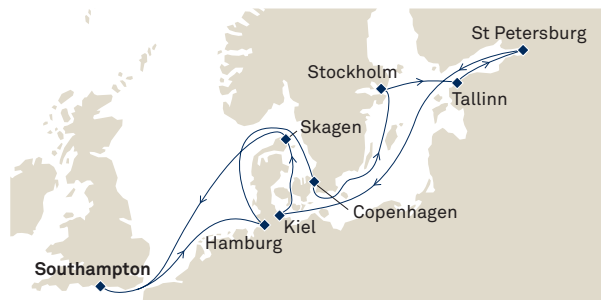 St Petersburg
Stockholm
Tallinn
Skagen
Copenhagen
Kiel
Hamburg
Southampton